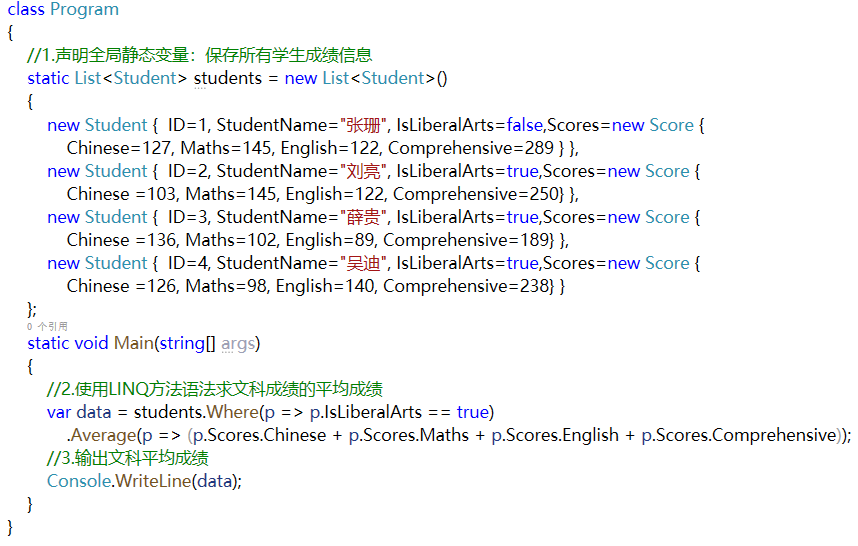 class Program
{
//1.声明全局静态变量：保存所有学生成绩信息
static List<Student> students = new List<Student>()
{
new Student {  ID=1, StudentName="张珊", IsLiberalArts=false,Scores=new Score {
Chinese=127, Maths=145, English=122, Comprehensive=289 } },
new Student {  ID=2, StudentName="刘亮", IsLiberalArts=true,Scores=new Score {
Chinese =103, Maths=145, English=122, Comprehensive=250} },
new Student {  ID=3, StudentName="薛贵", IsLiberalArts=true,Scores=new Score {
Chinese =136, Maths=102, English=89, Comprehensive=189} },
new Student {  ID=4, StudentName="吴迪", IsLiberalArts=true,Scores=new Score {
Chinese =126, Maths=98, English=140, Comprehensive=238} }
};
0 个引用
static void Main(string[] args)
{
//2.使用LINQ方法语法求文科成绩的平均成绩
var data = students.Where(p => p.IsLiberalArts == true)
.Average(p => (p.Scores.Chinese + p.Scores.Maths + p.Scores.English + p.Scores.Comprehensive));
//3.输出文科平均成绩
Console.WriteLine(data);
}
}